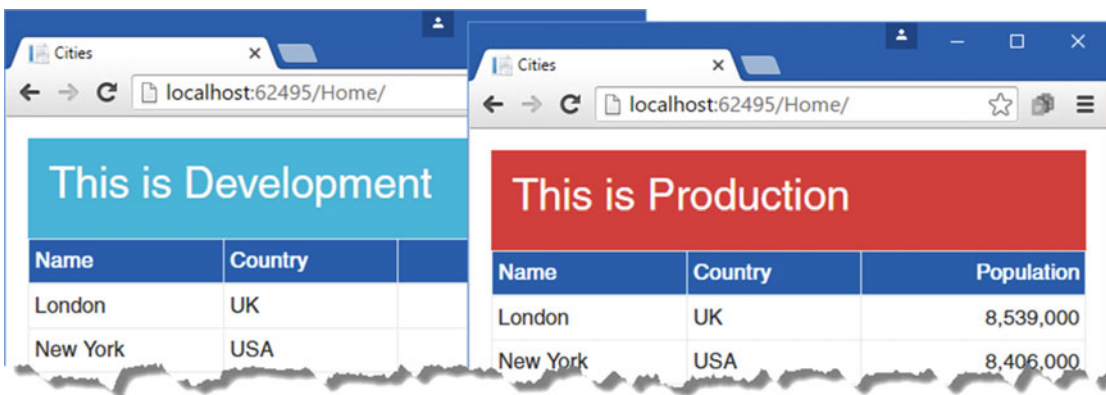 Cities
localhost:62495/Home/
This is Development
Name Country
London UK
New York USA
Cities
localhost:62495/Home/
This is Production
Name Country Population
London UK 8,539,000
New York USA 8,406,000